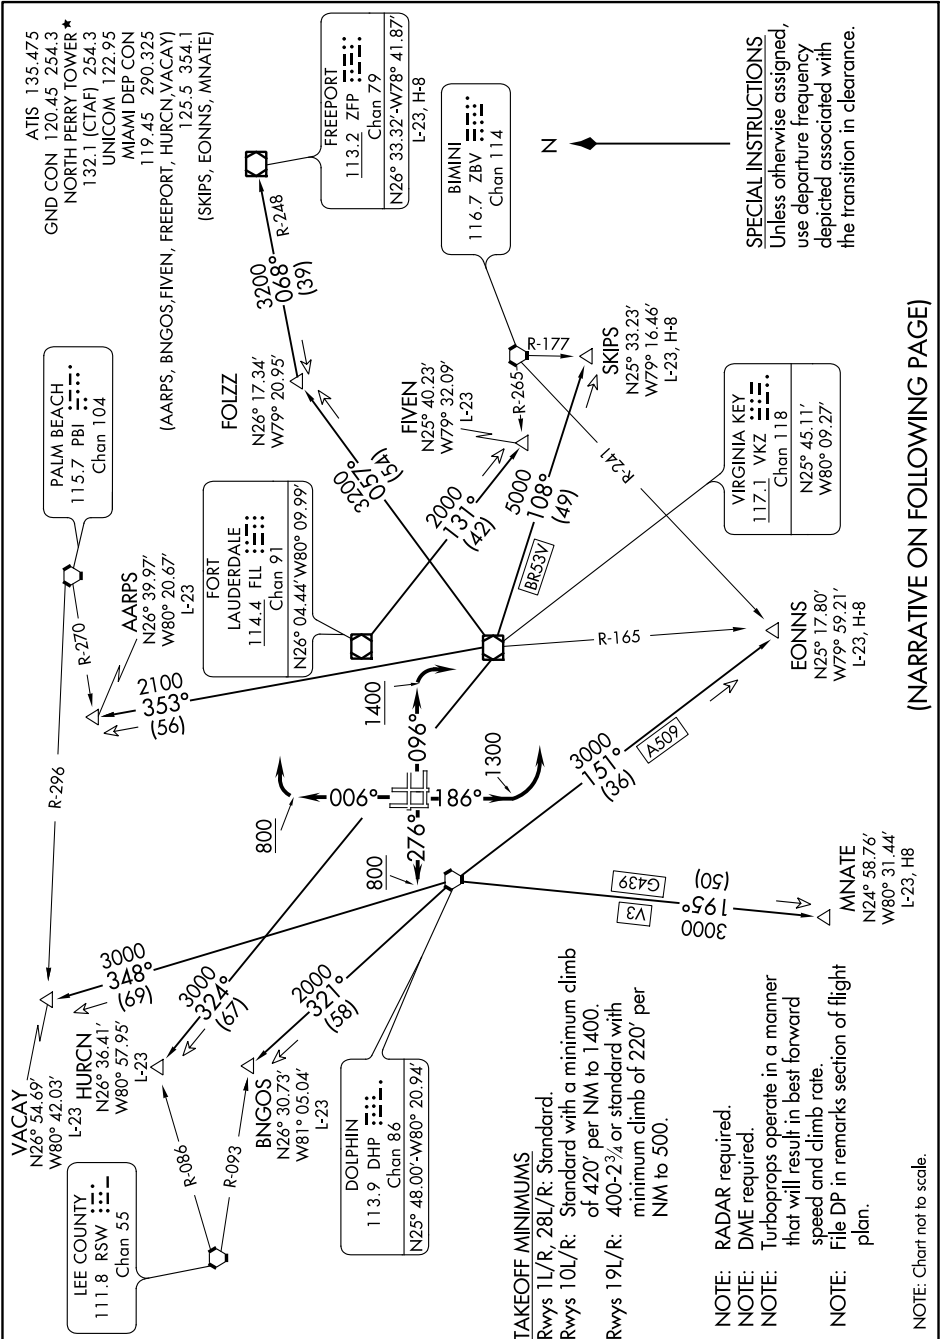 ATIS 135.475
GND CON 120.45 254.3
NORTH PERRY TOWER★
132.1 (CTAF) 254.3
UNICOM 122.95
MIAMI DEP CON
119.45 290.325
(AARPS, BNGOS,FIVEN, FREEPORT, HURCN,VACAY)
125.5 354.1
(SKIPS, EONNS, MNATE)
FREEPORT
113.2 ZFP
Chan 79
N26° 33.32′-W78° 41.87′
L-23, H-8
BIMINI
116.7 ZBV
Chan 114
N
SPECIAL INSTRUCTIONS
Unless otherwise assigned,
use departure frequency
depicted associated with
the transition in clearance.
R-248
3200
068°
(39)
FOLZZ
N26° 17.34′
W79° 20.95′
3200
057°
(54)
PALM BEACH
115.7 PBI
Chan 104
R-270
R-296
AARPS
N26° 39.97′
W80° 20.67′
L-23
2100
353°
(56)
FORT
LAUDERDALE
114.4 FLL
Chan 91
N26° 04.44′W80° 09.99′
FIVEN
N25° 40.23′
W79° 32.09′
L-23
2000
131°
(42)
R-265
R-177
R-241
SKIPS
N25° 33.23′
W79° 16.46′
L-23, H-8
5000
108°
(49)
BR53V
VIRGINIA KEY
117.1 VKZ
Chan 118
N25° 45.11′
W80° 09.27′
R-165
EONNS
N25° 17.80′
W79° 59.21′
L-23, H-8
3000
151°
(36)
A509
1400
096°
1300
186°
800
006°
800
276°
VACAY
N26° 54.69′
W80° 42.03′
L-23
3000
348°
(69)
HURCN
N26° 36.41′
W80° 57.95′
L-23
3000
324°
(67)
BNGOS
N26° 30.73′
W81° 05.04′
L-23
2000
321°
(58)
LEE COUNTY
111.8 RSW
Chan 55
R-086
R-093
DOLPHIN
113.9 DHP
Chan 86
N25° 48.00′-W80° 20.94′
G439
V3
(50)
195°
3000
MNATE
N24° 58.76′
W80° 31.44′
L-23, H8
TAKEOFF MINIMUMS
Rwys 1L/R, 28L/R: Standard.
Rwys 10L/R: Standard with a minimum climb
of 420′ per NM to 1400.
Rwys 19L/R: 400-2¾ or standard with
minimum climb of 220′ per
NM to 500.
NOTE: RADAR required.
NOTE: DME required.
NOTE: Turboprops operate in a manner
that will result in best forward
speed and climb rate.
NOTE: File DP in remarks section of flight
plan.
NOTE: Chart not to scale.
(NARRATIVE ON FOLLOWING PAGE)